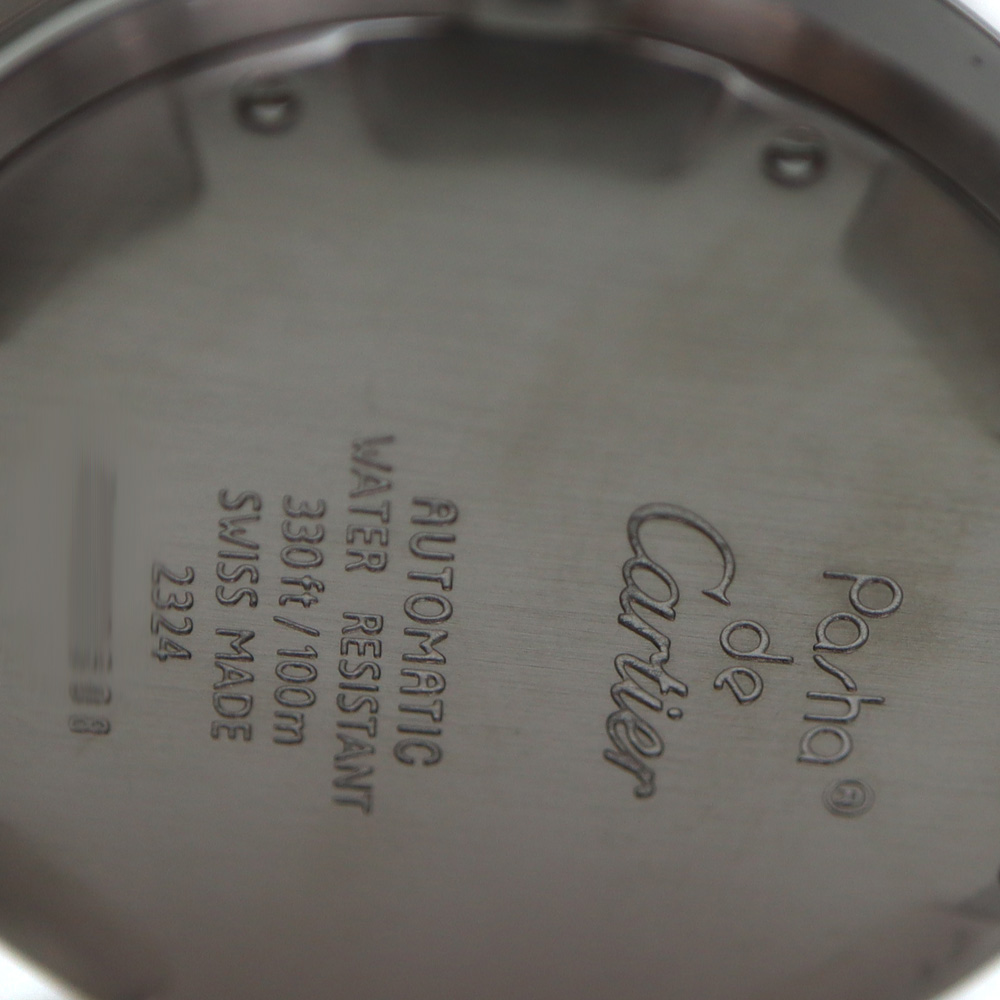 Pasha®
de
Cartier
AUTOMATIC
WATER RESISTANT
330ft/100m
SWISS MADE
2324